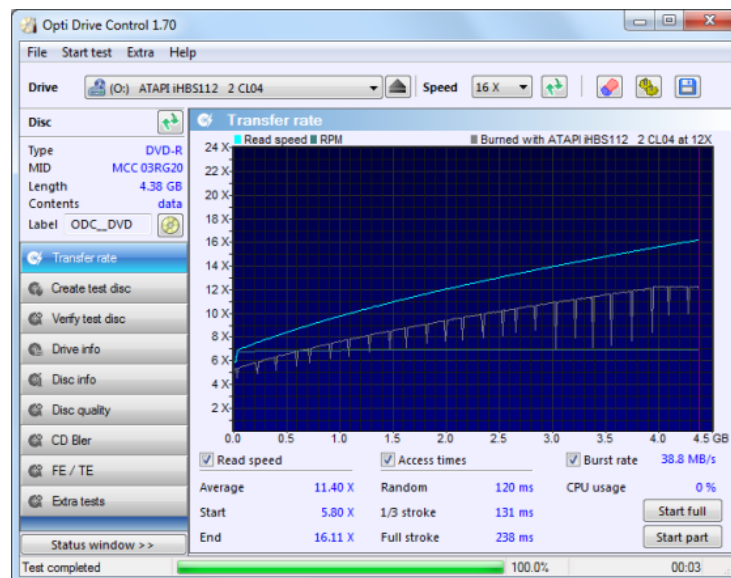 Opti Drive Control 1.70
File Start test Extra Help
Drive (O:) ATAPI iHBS112 2 CL04 Speed 16 X
Disc
Type DVD-R
MID MCC 03RG20
Length 4.38 GB
Contents data
Label ODC__DVD
Transfer rate
Create test disc
Verify test disc
Drive info
Disc info
Disc quality
CD Bler
FE / TE
Extra tests
Status window >>
Transfer rate
Read speed RPM Burned with ATAPI iHBS112 2 CL04 at 12X
24 X
22 X
20 X
18 X
16 X
14 X
12 X
10 X
8 X
6 X
4 X
2 X
0.0 0.5 1.0 1.5 2.0 2.5 3.0 3.5 4.0 4.5 GB
Read speed Access times Burst rate 38.8 MB/s
Average 11.40 X Random 120 ms CPU usage 0 %
Start 5.80 X 1/3 stroke 131 ms Start full
End 16.11 X Full stroke 238 ms Start part
Test completed 100.0% 00:03